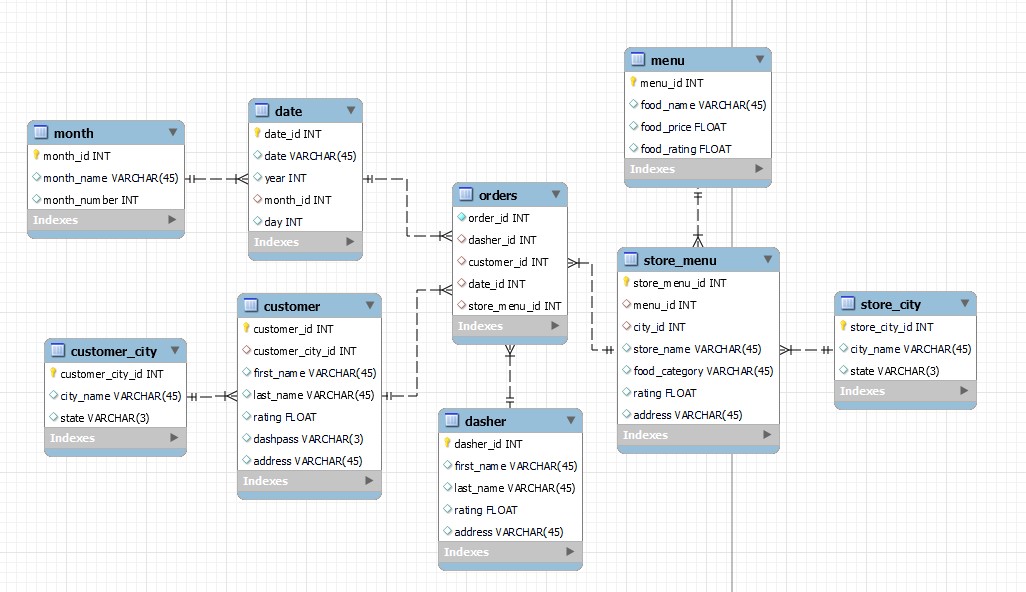 month
month_id INT
month_name VARCHAR(45)
month_number INT
Indexes
date
date_id INT
date VARCHAR(45)
year INT
month_id INT
day INT
Indexes
customer_city
customer_city_id INT
city_name VARCHAR(45)
state VARCHAR(3)
Indexes
customer
customer_id INT
customer_city_id INT
first_name VARCHAR(45)
last_name VARCHAR(45)
rating FLOAT
dashpass VARCHAR(3)
address VARCHAR(45)
Indexes
orders
order_id INT
dasher_id INT
customer_id INT
date_id INT
store_menu_id INT
Indexes
dasher
dasher_id INT
first_name VARCHAR(45)
last_name VARCHAR(45)
rating FLOAT
address VARCHAR(45)
Indexes
menu
menu_id INT
food_name VARCHAR(45)
food_price FLOAT
food_rating FLOAT
Indexes
store_menu
store_menu_id INT
menu_id INT
city_id INT
store_name VARCHAR(45)
food_category VARCHAR(45)
rating FLOAT
address VARCHAR(45)
Indexes
store_city
store_city_id INT
city_name VARCHAR(45)
state VARCHAR(3)
Indexes